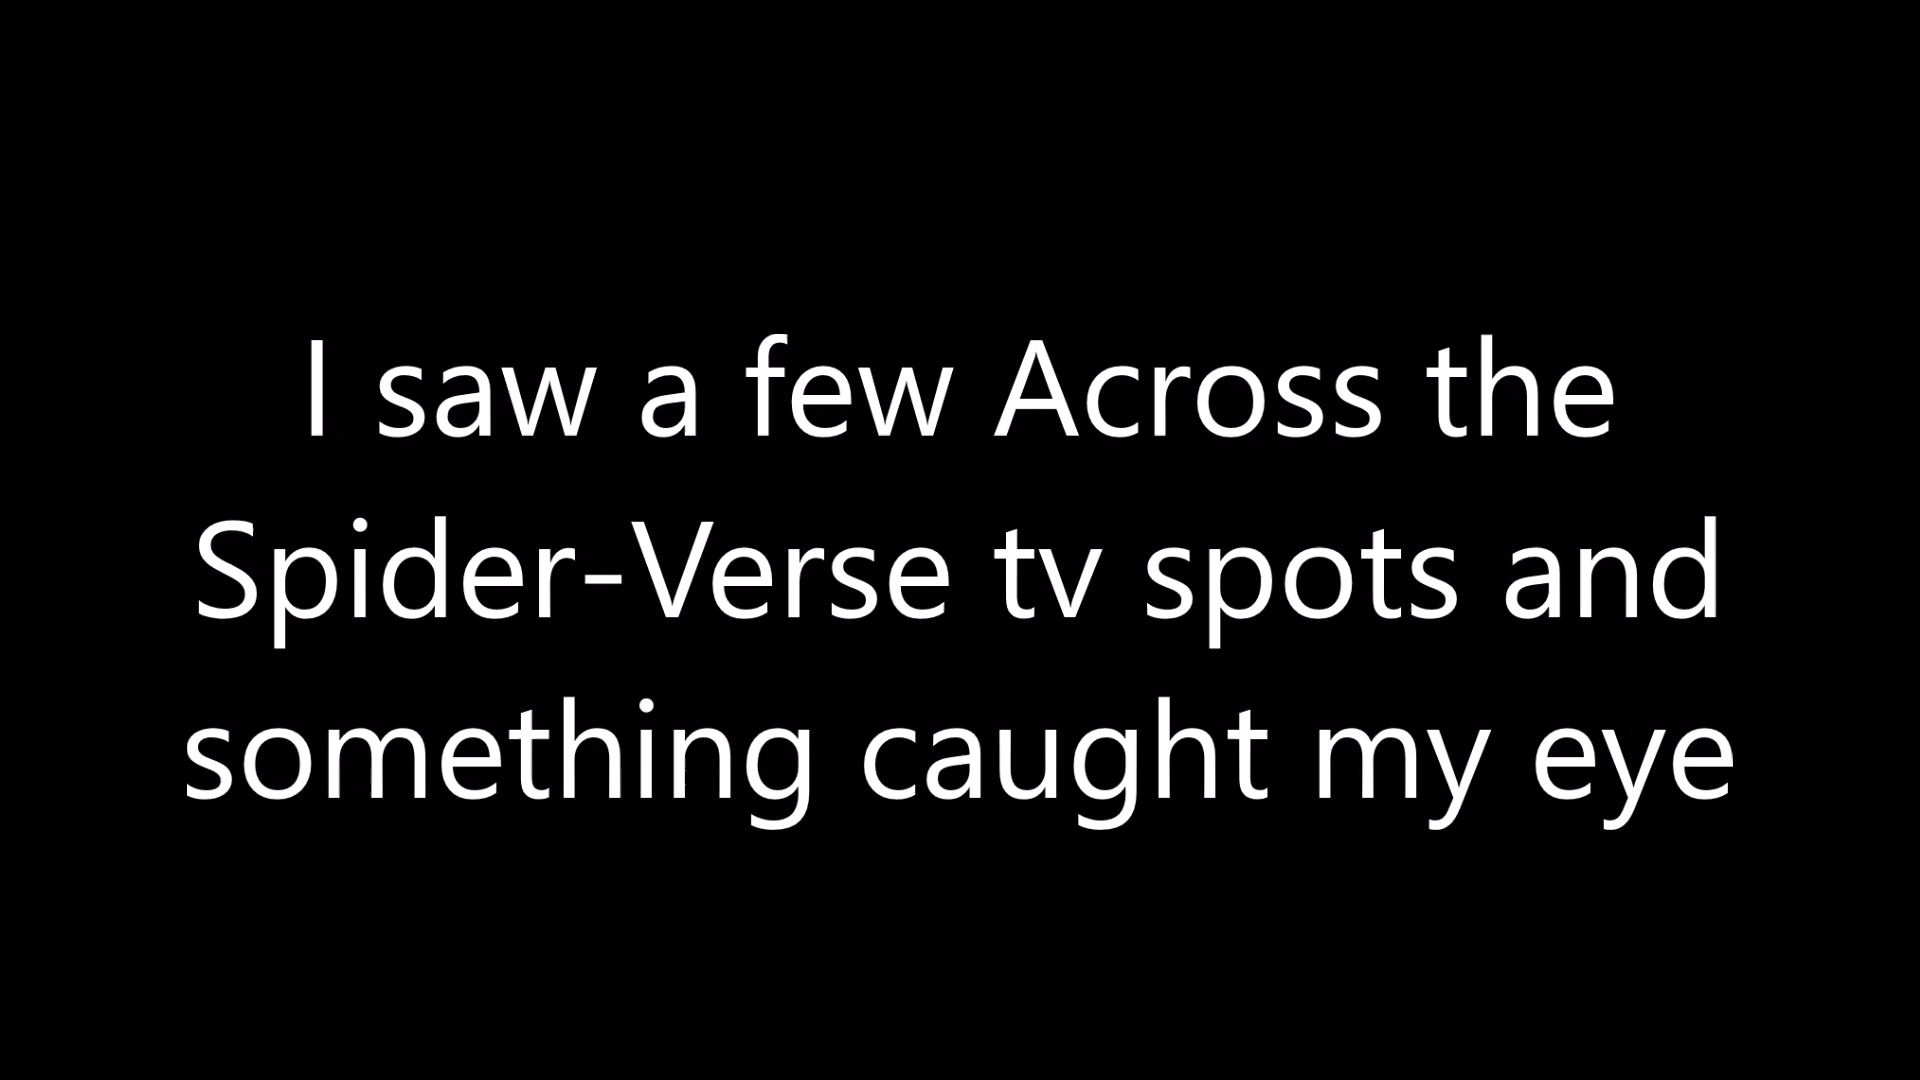 I saw a few Across the
Spider-Verse tv spots and
something caught my eye